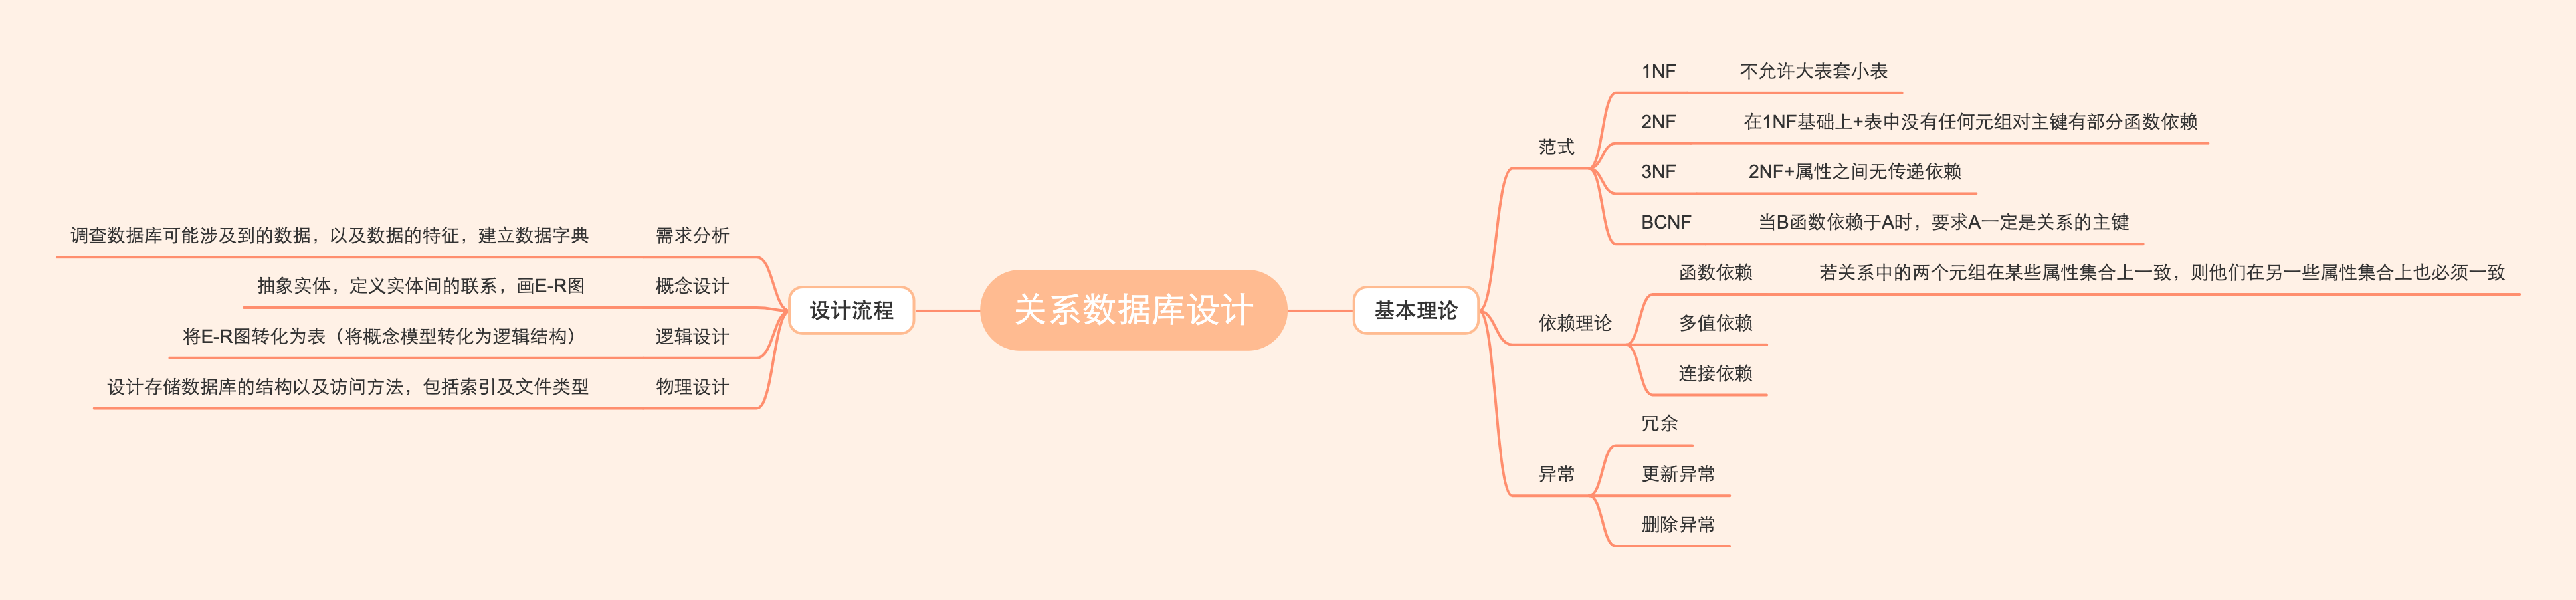 关系数据库设计
设计流程
需求分析
调查数据库可能涉及到的数据，以及数据的特征，建立数据字典
概念设计
抽象实体，定义实体间的联系，画E-R图
逻辑设计
将E-R图转化为表（将概念模型转化为逻辑结构）
物理设计
设计存储数据库的结构以及访问方法，包括索引及文件类型
基本理论
范式
1NF
不允许大表套小表
2NF
在1NF基础上+表中没有任何元组对主键有部分函数依赖
3NF
2NF+属性之间无传递依赖
BCNF
当B函数依赖于A时，要求A一定是关系的主键
依赖理论
函数依赖
若关系中的两个元组在某些属性集合上一致，则他们在另一些属性集合上也必须一致
多值依赖
连接依赖
异常
冗余
更新异常
删除异常